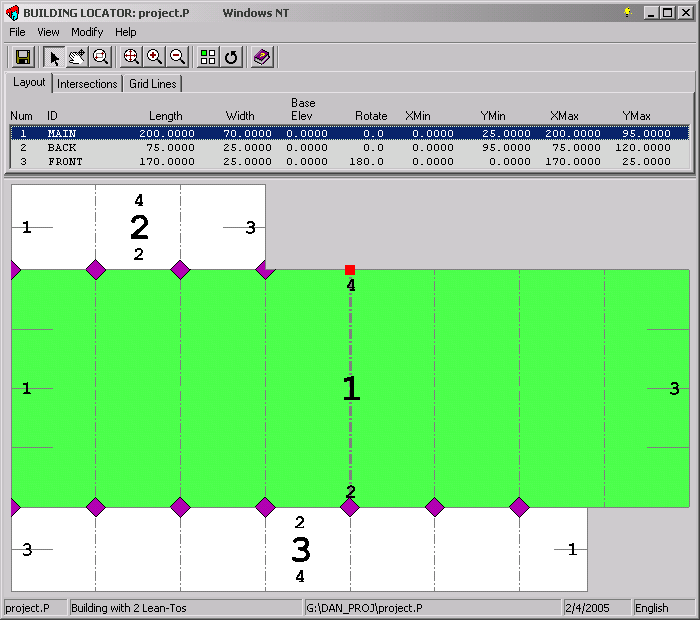 BUILDING LOCATOR: project.P Windows NT
File View Modify Help
Layout Intersections Grid Lines
Base
Num ID Length Width Elev Rotate XMin YMin XMax YMax
1 MAIN 200.0000 70.0000 0.0000 0.0 0.0000 25.0000 200.0000 95.0000
2 BACK 75.0000 25.0000 0.0000 0.0 0.0000 95.0000 75.0000 120.0000
3 FRONT 170.0000 25.0000 0.0000 180.0 0.0000 0.0000 170.0000 25.0000
4
1 2 3
2
4
1 1 3
2
2
3 3 1
4
project.P Building with 2 Lean-Tos G:\DAN_PROJ\project.P 2/4/2005 English